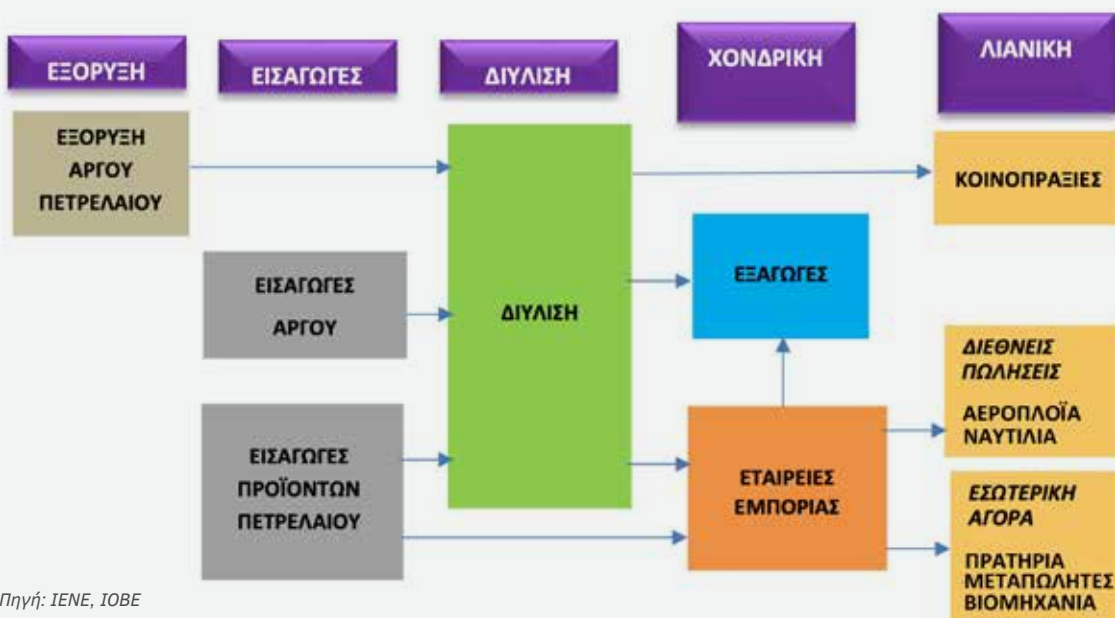 ΕΞΟΡΥΞΗ
ΕΙΣΑΓΩΓΕΣ
ΔΙΥΛΙΣΗ
ΧΟΝΔΡΙΚΗ
ΛΙΑΝΙΚΗ
ΕΞΟΡΥΞΗ
ΑΡΓΟΥ
ΠΕΤΡΕΛΑΙΟΥ
ΕΙΣΑΓΩΓΕΣ
ΑΡΓΟΥ
ΕΙΣΑΓΩΓΕΣ
ΠΡΟΪΟΝΤΩΝ
ΠΕΤΡΕΛΑΙΟΥ
ΔΙΥΛΙΣΗ
ΕΞΑΓΩΓΕΣ
ΕΤΑΙΡΕΙΕΣ
ΕΜΠΟΡΙΑΣ
ΚΟΙΝΟΠΡΑΞΙΕΣ
ΔΙΕΘΝΕΙΣ
ΠΩΛΗΣΕΙΣ
ΑΕΡΟΠΛΟΪΑ
ΝΑΥΤΙΛΙΑ
ΕΣΩΤΕΡΙΚΗ
ΑΓΟΡΑ
ΠΡΑΤΗΡΙΑ
ΜΕΤΑΠΩΛΗΤΕΣ
ΒΙΟΜΗΧΑΝΙΑ
Πηγή: ΙΕΝΕ, ΙΟΒΕ